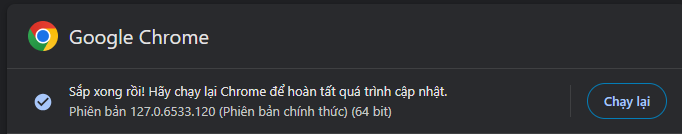 Google Chrome
Sắp xong rồi! Hãy chạy lại Chrome để hoàn tất quá trình cập nhật.
Phiên bản 127.0.6533.120 (Phiên bản chính thức) (64 bit)
Chạy lại